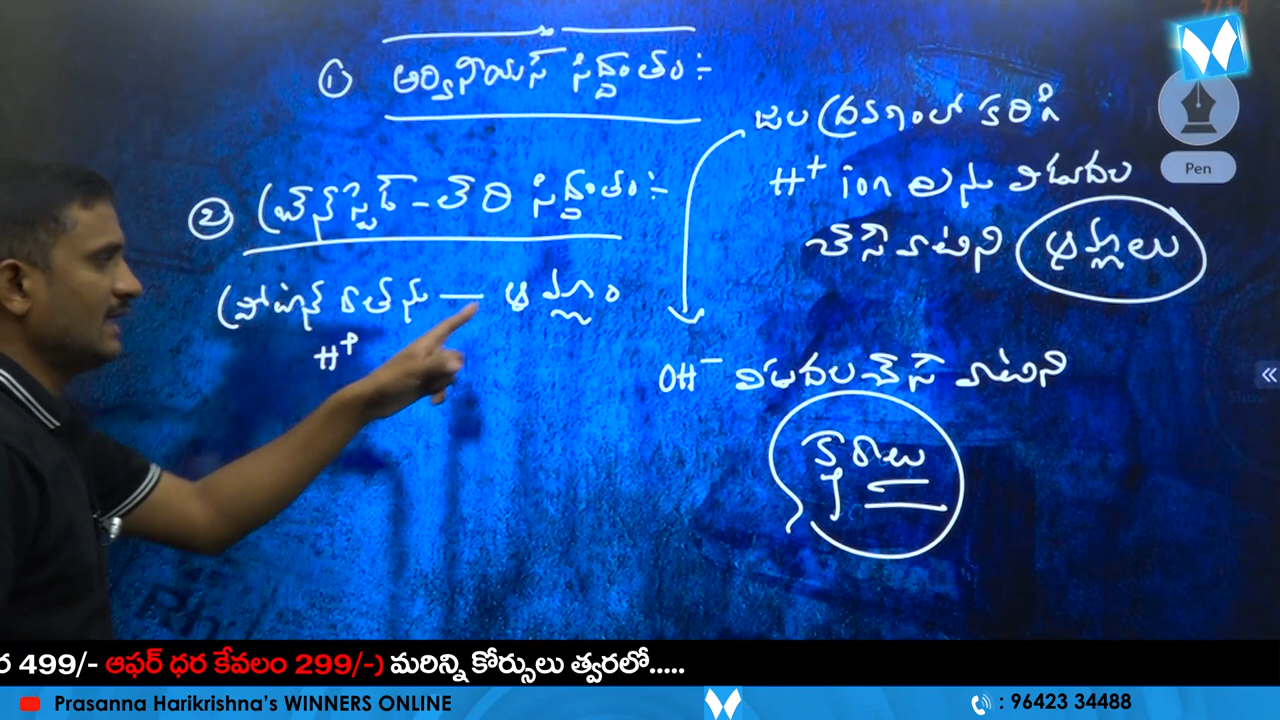 ① ఆర్హీనియస్ సిద్ధాంతం :-
జల ద్రవణంలో కరిగి
H⁺ ion లను విడుదల
చేసే వాటిని ఆమ్లాలు
OH⁻ విడుదల చేసే వాటిని
క్షారాలు
② బ్రౌన్‌స్టెడ్ - లౌరి సిద్ధాంతం :-
ప్రోటాన్ దాతను — ఆమ్లం
H⁺
Pen
499/- ఆఫర్ ధర కేవలం 299/-) మరిన్ని కోర్సులు త్వరలో.....
Prasanna Harikrishna's WINNERS ONLINE
: 96423 34488